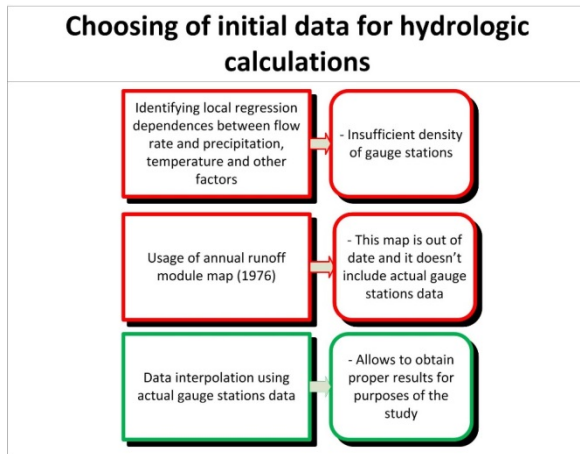 Choosing of initial data for hydrologic
calculations
Identifying local regression
dependences between flow
rate and precipitation,
temperature and other
factors
- Insufficient density
of gauge stations
Usage of annual runoff
module map (1976)
- This map is out of
date and it doesn't
include actual gauge
stations data
Data interpolation using
actual gauge stations data
- Allows to obtain
proper results for
purposes of the
study